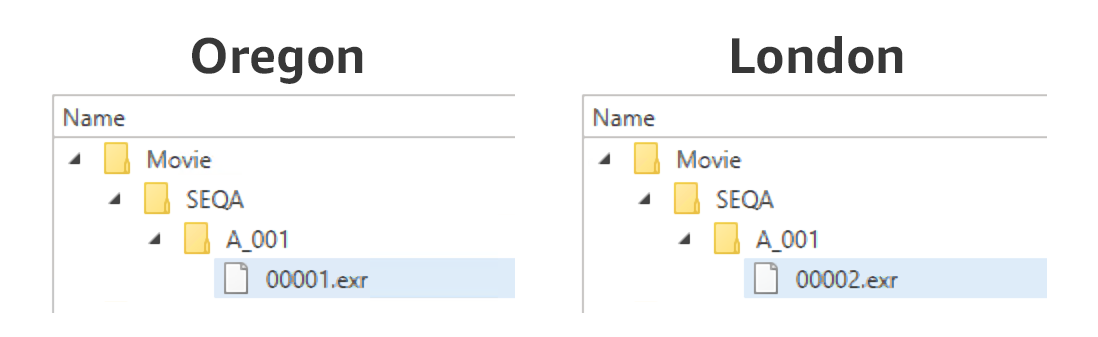 Oregon
Name
Movie
SEQA
A_001
00001.exr
London
Name
Movie
SEQA
A_001
00002.exr